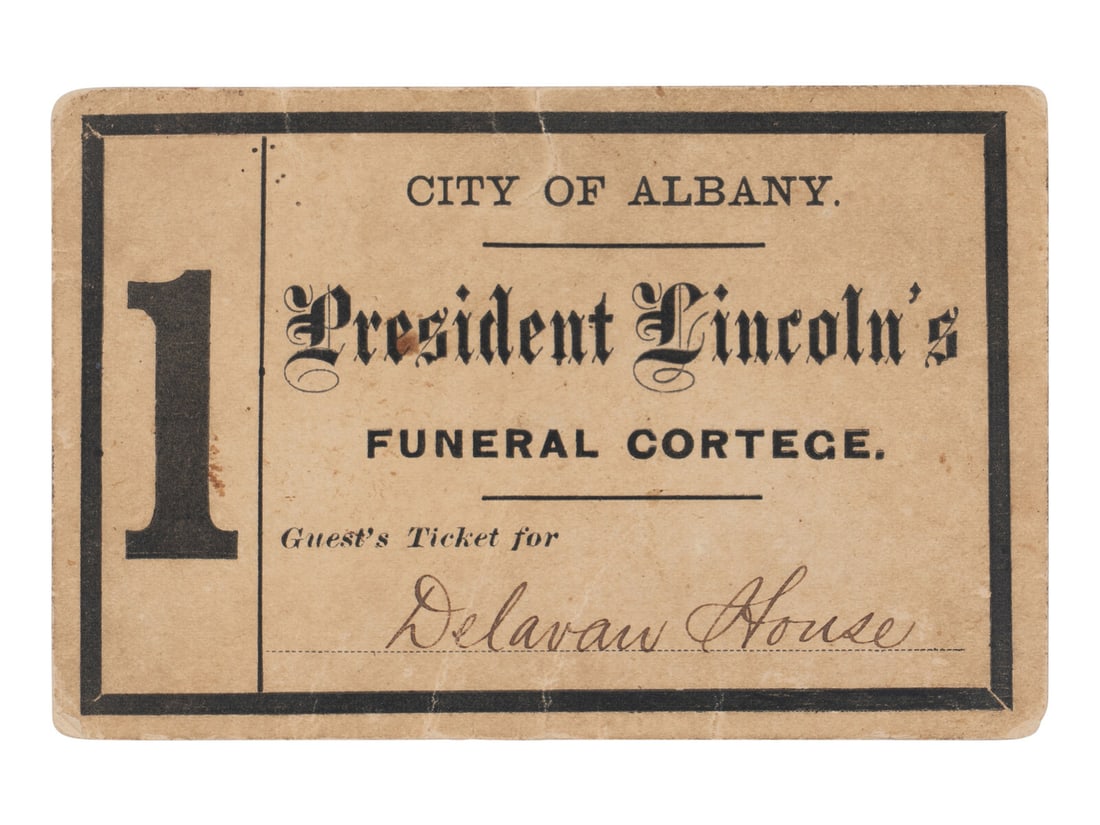 1
CITY OF ALBANY.
President Lincoln's
FUNERAL CORTEGE.
Guest's Ticket for
Delavan House